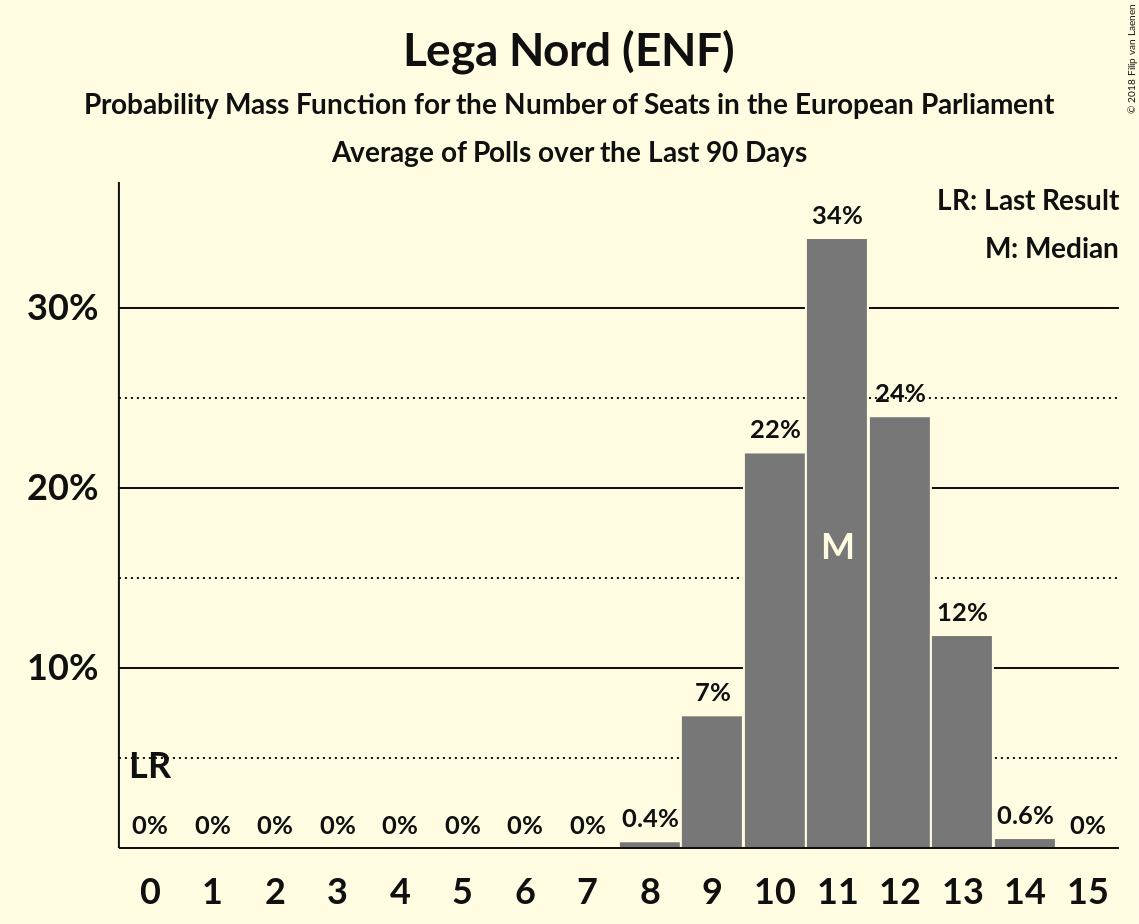 Lega Nord (ENF)
Probability Mass Function for the Number of Seats in the European Parliament
Average of Polls over the Last 90 Days
© 2018 Filip van Laenen
LR: Last Result
M: Median
34%
30%
24%
22%
20%
M
12%
10%
7%
LR
0% 0% 0% 0% 0% 0% 0% 0% 0.4% 0.6% 0%
0 1 2 3 4 5 6 7 8 9 10 11 12 13 14 15